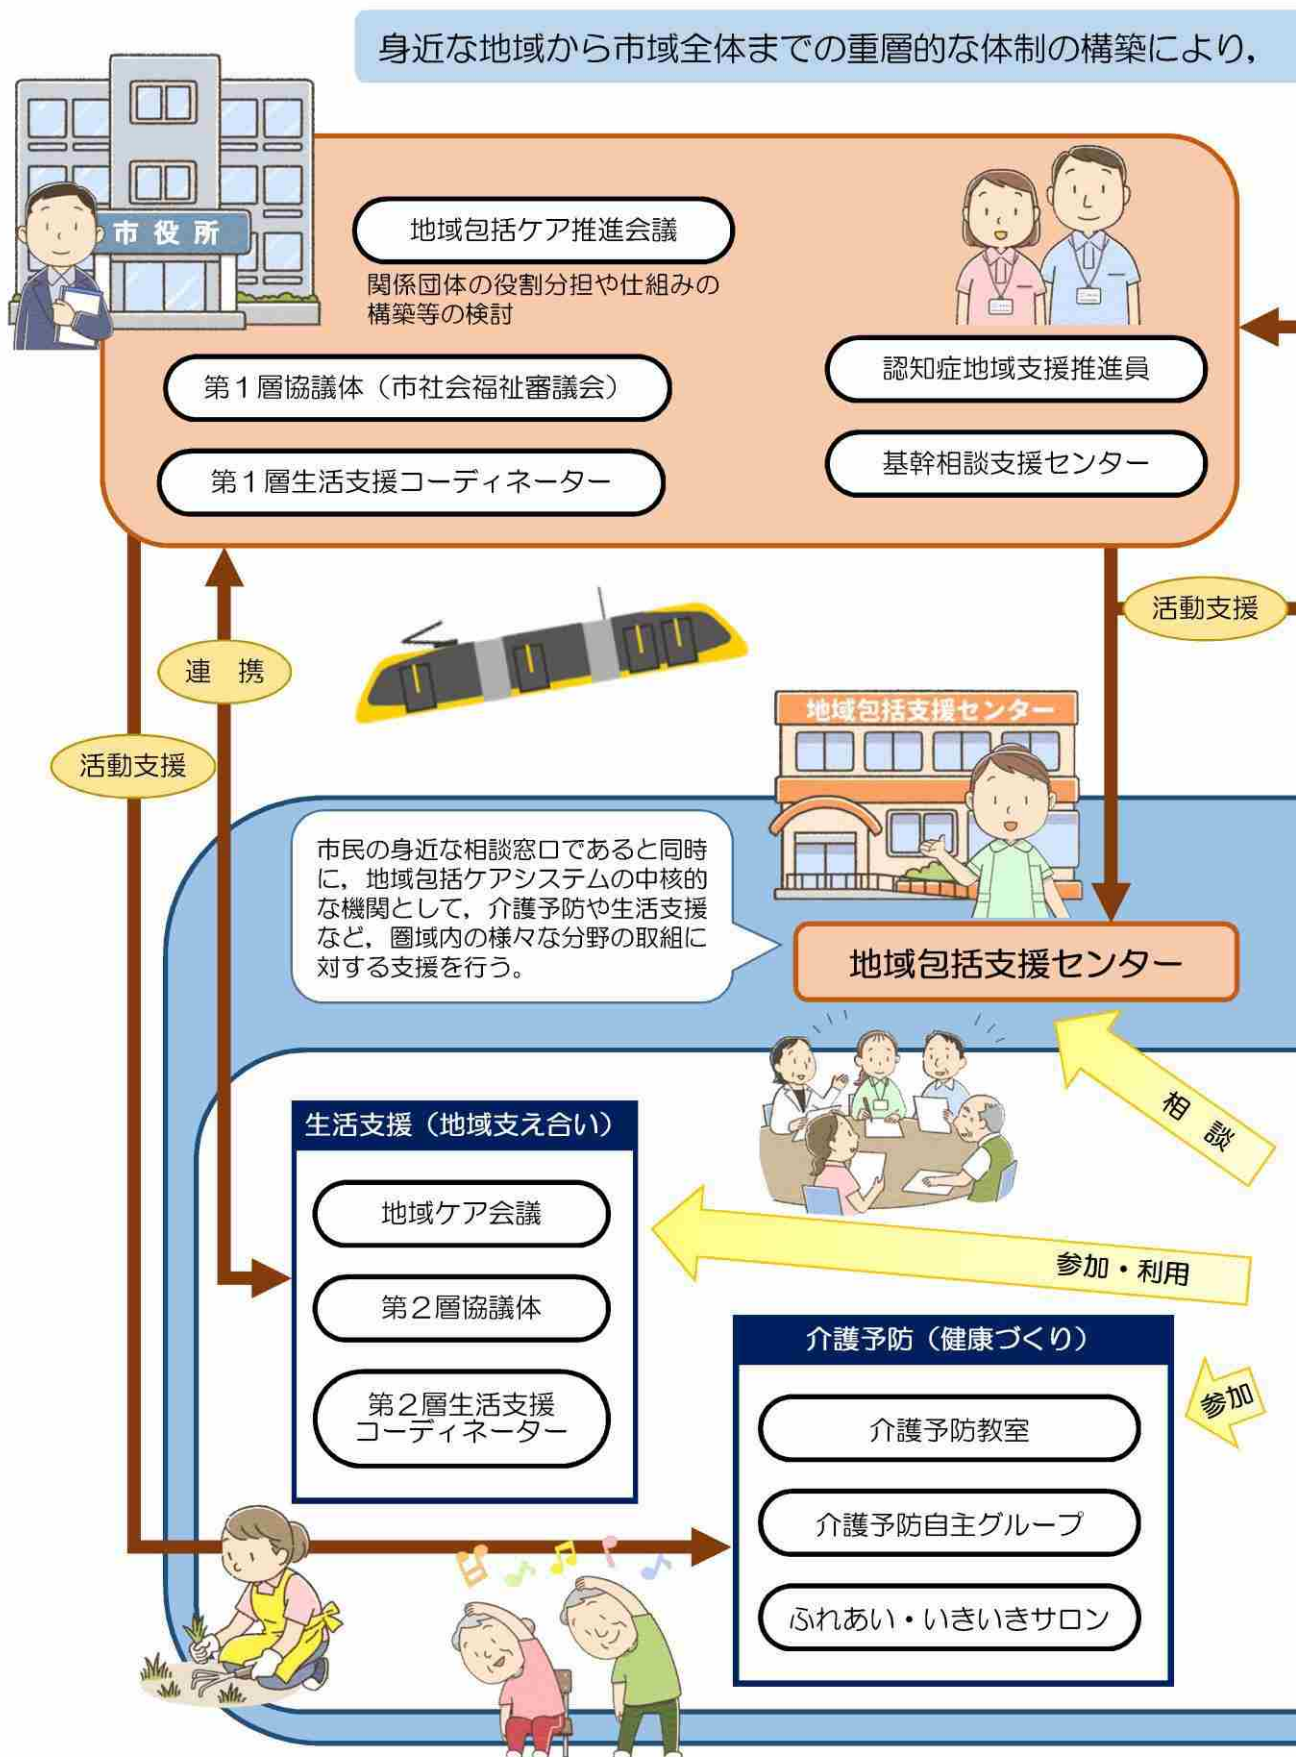 身近な地域から市域全体までの重層的な体制の構築により,
市役所
地域包括ケア推進会議
関係団体の役割分担や仕組みの
構築等の検討
第1層協議体（市社会福祉審議会）
第1層生活支援コーディネーター
認知症地域支援推進員
基幹相談支援センター
活動支援
連 携
活動支援
地域包括支援センター
市民の身近な相談窓口であると同時
に, 地域包括ケアシステムの中核的
な機関として, 介護予防や生活支援
など, 圏域内の様々な分野の取組に
対する支援を行う。
地域包括支援センター
相 談
生活支援（地域支え合い）
地域ケア会議
第2層協議体
第2層生活支援
コーディネーター
参加・利用
介護予防（健康づくり）
介護予防教室
介護予防自主グループ
ふれあい・いきいきサロン
参加